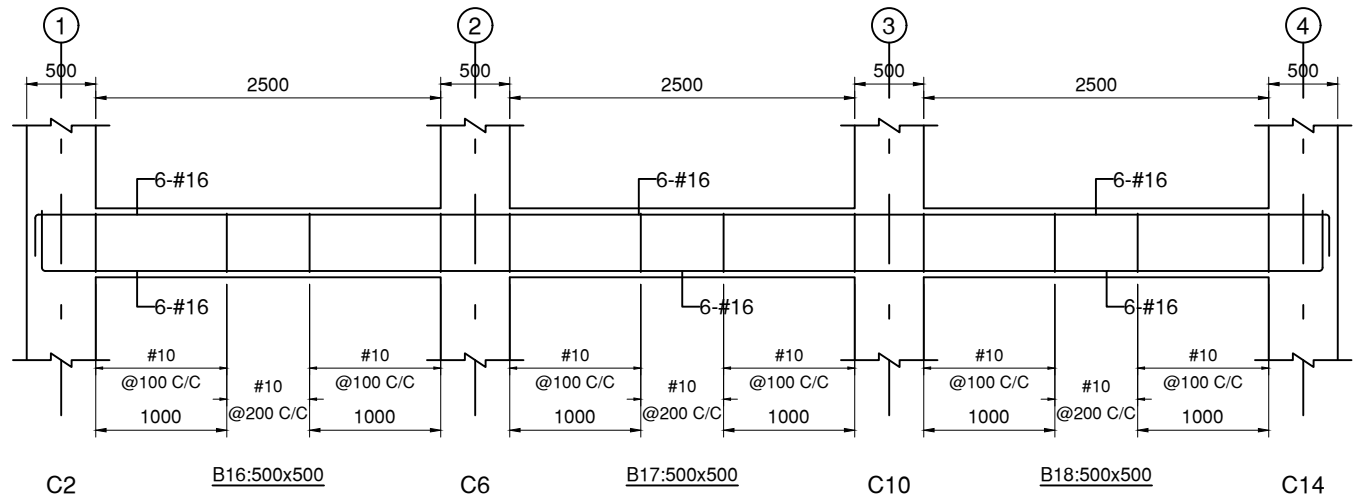 1 2 3 4
500 500 500 500
2500 2500 2500
6-#16 6-#16 6-#16
6-#16 6-#16 6-#16
#10 #10 #10 #10 #10 #10
@100 C/C @100 C/C @100 C/C @100 C/C @100 C/C @100 C/C
#10 #10 #10
@200 C/C @200 C/C @200 C/C
1000 1000 1000 1000 1000 1000
B16:500x500 B17:500x500 B18:500x500
C2 C6 C10 C14